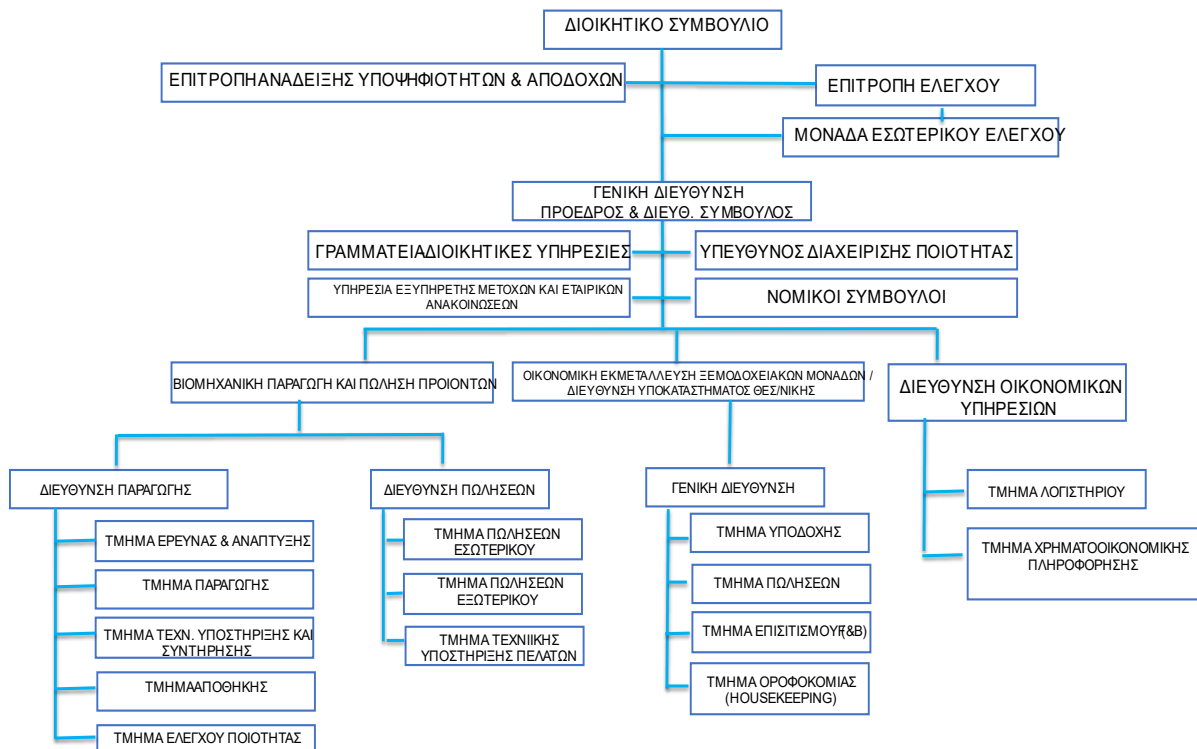 ΔΙΟΙΚΗΤΙΚΟ ΣΥΜΒΟΥΛΙΟ
ΕΠΙΤΡΟΠΗ ΑΝΑΔΕΙΞΗΣ ΥΠΟΨΗΦΙΟΤΗΤΩΝ & ΑΠΟΔΟΧΩΝ
ΕΠΙΤΡΟΠΗ ΕΛΕΓΧΟΥ
ΜΟΝΑΔΑ ΕΣΩΤΕΡΙΚΟΥ ΕΛΕΓΧΟΥ
ΓΕΝΙΚΗ ΔΙΕΥΘΥΝΣΗ
ΠΡΟΕΔΡΟΣ & ΔΙΕΥΘ. ΣΥΜΒΟΥΛΟΣ
ΓΡΑΜΜΑΤΕΙΑΔΙΟΙΚΗΤΙΚΕΣ ΥΠΗΡΕΣΙΕΣ
ΥΠΕΥΘΥΝΟΣ ΔΙΑΧΕΙΡΙΣΗΣ ΠΟΙΟΤΗΤΑΣ
ΥΠΗΡΕΣΙΑ ΕΞΥΠΗΡΕΤΗΣ ΜΕΤΟΧΩΝ ΚΑΙ ΕΤΑΙΡΙΚΩΝ
ΑΝΑΚΟΙΝΩΣΕΩΝ
ΝΟΜΙΚΟΙ ΣΥΜΒΟΥΛΟΙ
ΒΙΟΜΗΧΑΝΙΚΗ ΠΑΡΑΓΩΓΗ ΚΑΙ ΠΩΛΗΣΗ ΠΡΟΙΟΝΤΩΝ
ΟΙΚΟΝΟΜΙΚΗ ΕΚΜΕΤΑΛΛΕΥΣΗ ΞΕΜΟΔΟΧΕΙΑΚΩΝ ΜΟΝΑΔΩΝ /
ΔΙΕΥΘΥΝΣΗ ΥΠΟΚΑΤΑΣΤΗΜΑΤΟΣ ΘΕΣ/ΝΙΚΗΣ
ΔΙΕΥΘΥΝΣΗ ΟΙΚΟΝΟΜΙΚΩΝ
ΥΠΗΡΕΣΙΩΝ
ΔΙΕΥΘΥΝΣΗ ΠΑΡΑΓΩΓΗΣ
ΤΜΗΜΑ ΕΡΕΥΝΑΣ & ΑΝΑΠΤΥΞΗΣ
ΤΜΗΜΑ ΠΑΡΑΓΩΓΗΣ
ΤΜΗΜΑ ΤΕΧΝ. ΥΠΟΣΤΗΡΙΞΗΣ ΚΑΙ
ΣΥΝΤΗΡΗΣΗΣ
ΤΜΗΜΑΑΠΟΘΗΚΗΣ
ΤΜΗΜΑ ΕΛΕΓΧΟΥ ΠΟΙΟΤΗΤΑΣ
ΔΙΕΥΘΥΝΣΗ ΠΩΛΗΣΕΩΝ
ΤΜΗΜΑ ΠΩΛΗΣΕΩΝ
ΕΣΩΤΕΡΙΚΟΥ
ΤΜΗΜΑ ΠΩΛΗΣΕΩΝ
ΕΞΩΤΕΡΙΚΟΥ
ΤΜΗΜΑ ΤΕΧΝΙΙΚΗΣ
ΥΠΟΣΤΗΡΙΞΗΣ ΠΕΛΑΤΩΝ
ΓΕΝΙΚΗ ΔΙΕΥΘΥΝΣΗ
ΤΜΗΜΑ ΥΠΟΔΟΧΗΣ
ΤΜΗΜΑ ΠΩΛΗΣΕΩΝ
ΤΜΗΜΑ ΕΠΙΣΙΤΙΣΜΟΥ(F&B)
ΤΜΗΜΑ ΟΡΟΦΟΚΟΜΙΑΣ
(HOUSEKEEPING)
ΤΜΗΜΑ ΛΟΓΙΣΤΗΡΙΟΥ
ΤΜΗΜΑ ΧΡΗΜΑΤΟΟΙΚΟΝΟΜΙΚΗΣ
ΠΛΗΡΟΦΟΡΗΣΗΣ